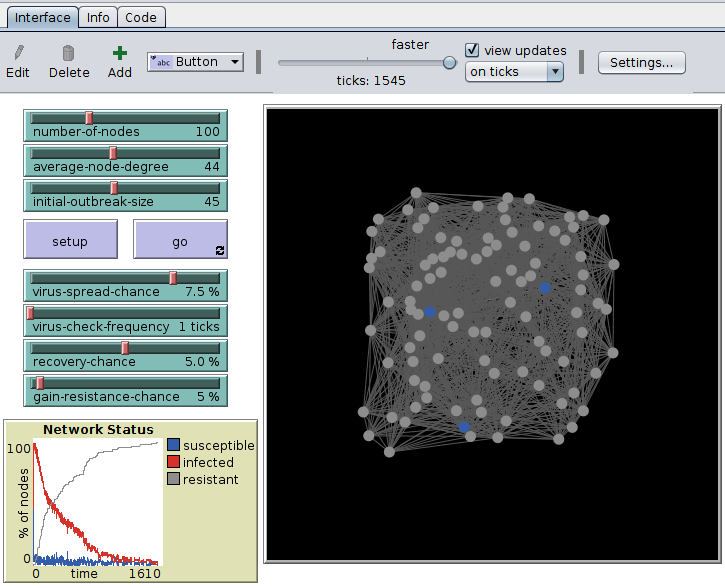 Interface Info Code
Edit Delete Add
abc Button
faster
ticks: 1545
view updates
on ticks
Settings...
number-of-nodes 100
average-node-degree 44
initial-outbreak-size 45
setup go
virus-spread-chance 7.5 %
virus-check-frequency 1 ticks
recovery-chance 5.0 %
gain-resistance-chance 5 %
Network Status
100
% of nodes
0
0 time 1610
susceptible
infected
resistant